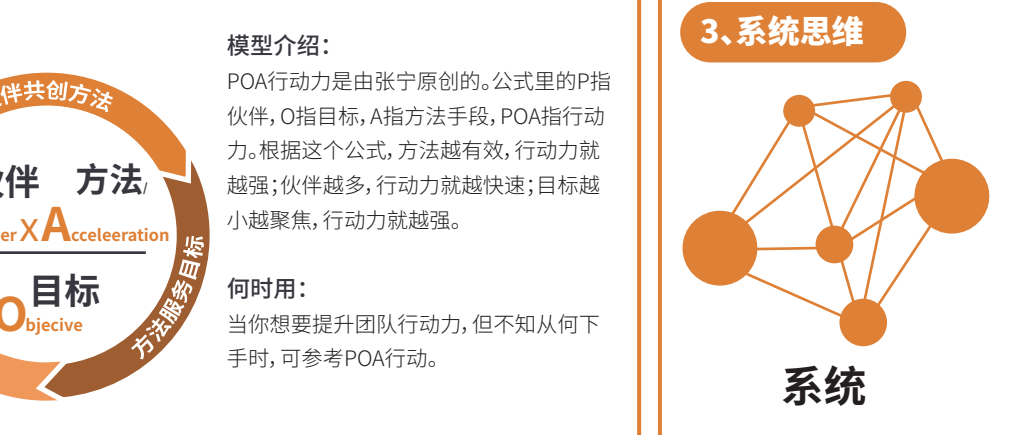 伴共创方法
伴 方法/
er X Acceleeration
目标
Objecive
方法服务目标
模型介绍：
POA行动力是由张宁原创的。公式里的P指
伙伴，O指目标，A指方法手段，POA指行动
力。根据这个公式，方法越有效，行动力就
越强；伙伴越多，行动力就越快速；目标越
小越聚焦，行动力就越强。
何时用：
当你想要提升团队行动力，但不知从何下
手时，可参考POA行动。
3、系统思维
系统